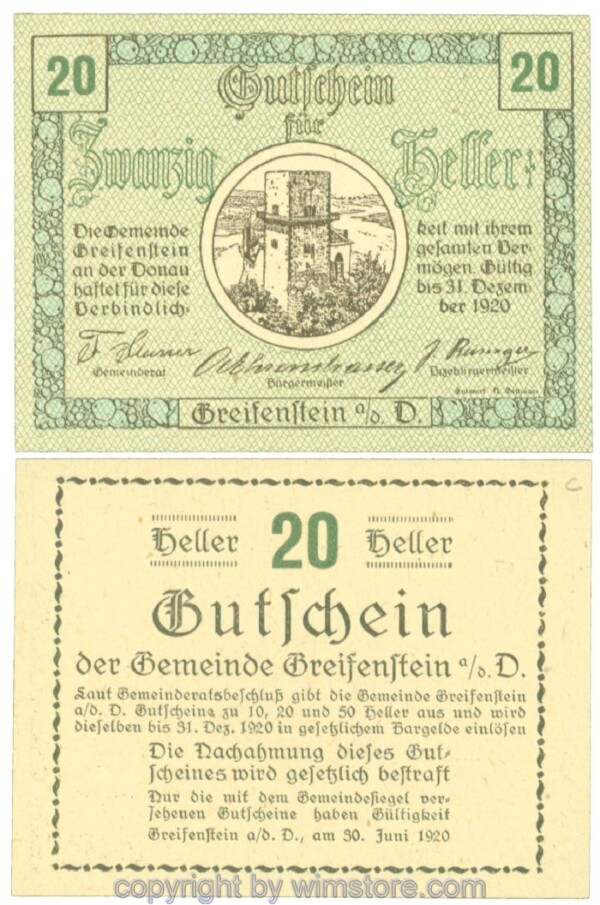 20
20
Gutschein
für
Zwanzig Heller:
Die Gemeinde
Greifenstein
an der Donau
haftet für diese
Verbindlich-
keit mit ihrem
gesamten Ver-
mögen. Gültig
bis 31. Dezem-
ber 1920
Gemeinderat
Bürgermeister
Vizebürgermeister
Entwurf
Greifenstein a/d. D.
c
Heller 20 Heller
Gutschein
der Gemeinde Greifenstein a/d. D.
Laut Gemeinderatsbeschluß gibt die Gemeinde Greifenstein
a/d. D. Gutscheine zu 10, 20 und 50 Heller aus und wird
dieselben bis 31. Dez. 1920 in gesetzlichem Bargelde einlösen
Die Nachahmung dieses Gut-
scheines wird gesetzlich bestraft
Nur die mit dem Gemeindesiegel ver-
sehenen Gutscheine haben Gültigkeit
Greifenstein a/d. D., am 30. Juni 1920
copyright by wimstore.com